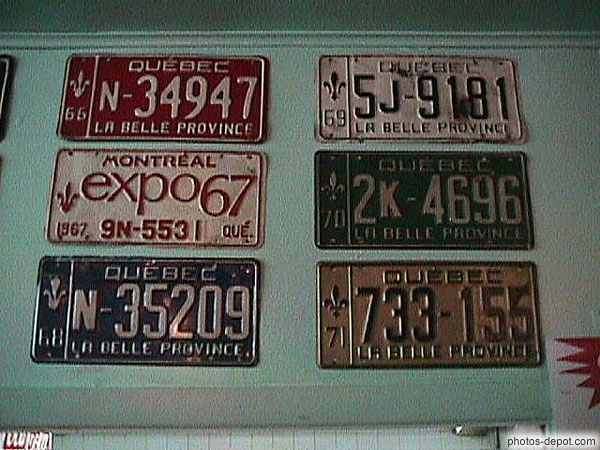 QUÉBEC
66 N-34947
LA BELLE PROVINCE
MONTRÉAL
expo67
1967 9N-5531 QUÉ.
QUÉBEC
68 N-35209
LA BELLE PROVINCE
QUÉBEC
69 5J-9181
LA BELLE PROVINCE
QUÉBEC
70 2K-4696
LA BELLE PROVINCE
QUÉBEC
71 733-155
LA BELLE PROVINCE
photos-depot.com